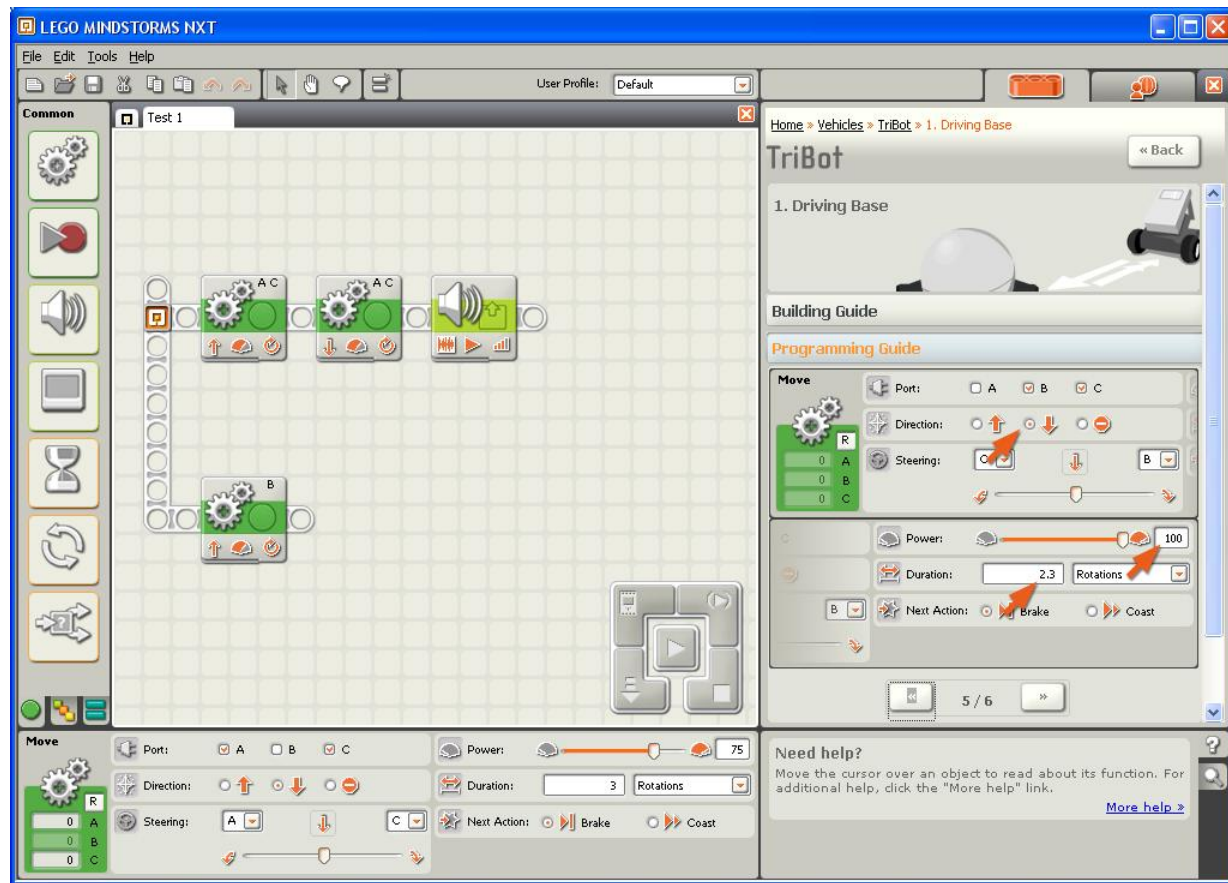 LEGO MINDSTORMS NXT
File Edit Tools Help
User Profile: Default
Common
Test 1
A C
A C
B
Home » Vehicles » TriBot » 1. Driving Base
TriBot
« Back
1. Driving Base
Building Guide
Programming Guide
Move
Port: A B C
Direction:
R
Steering: C B
0 A
0 B
0 C
C
Power: 100
Duration: 2.3 Rotations
B
Next Action: Brake Coast
« 5 / 6 »
Move
Port: A B C
Direction:
R
Steering: A C
0 A
0 B
0 C
Power: 75
Duration: 3 Rotations
Next Action: Brake Coast
Need help?
Move the cursor over an object to read about its function. For
additional help, click the "More help" link.
More help »
?